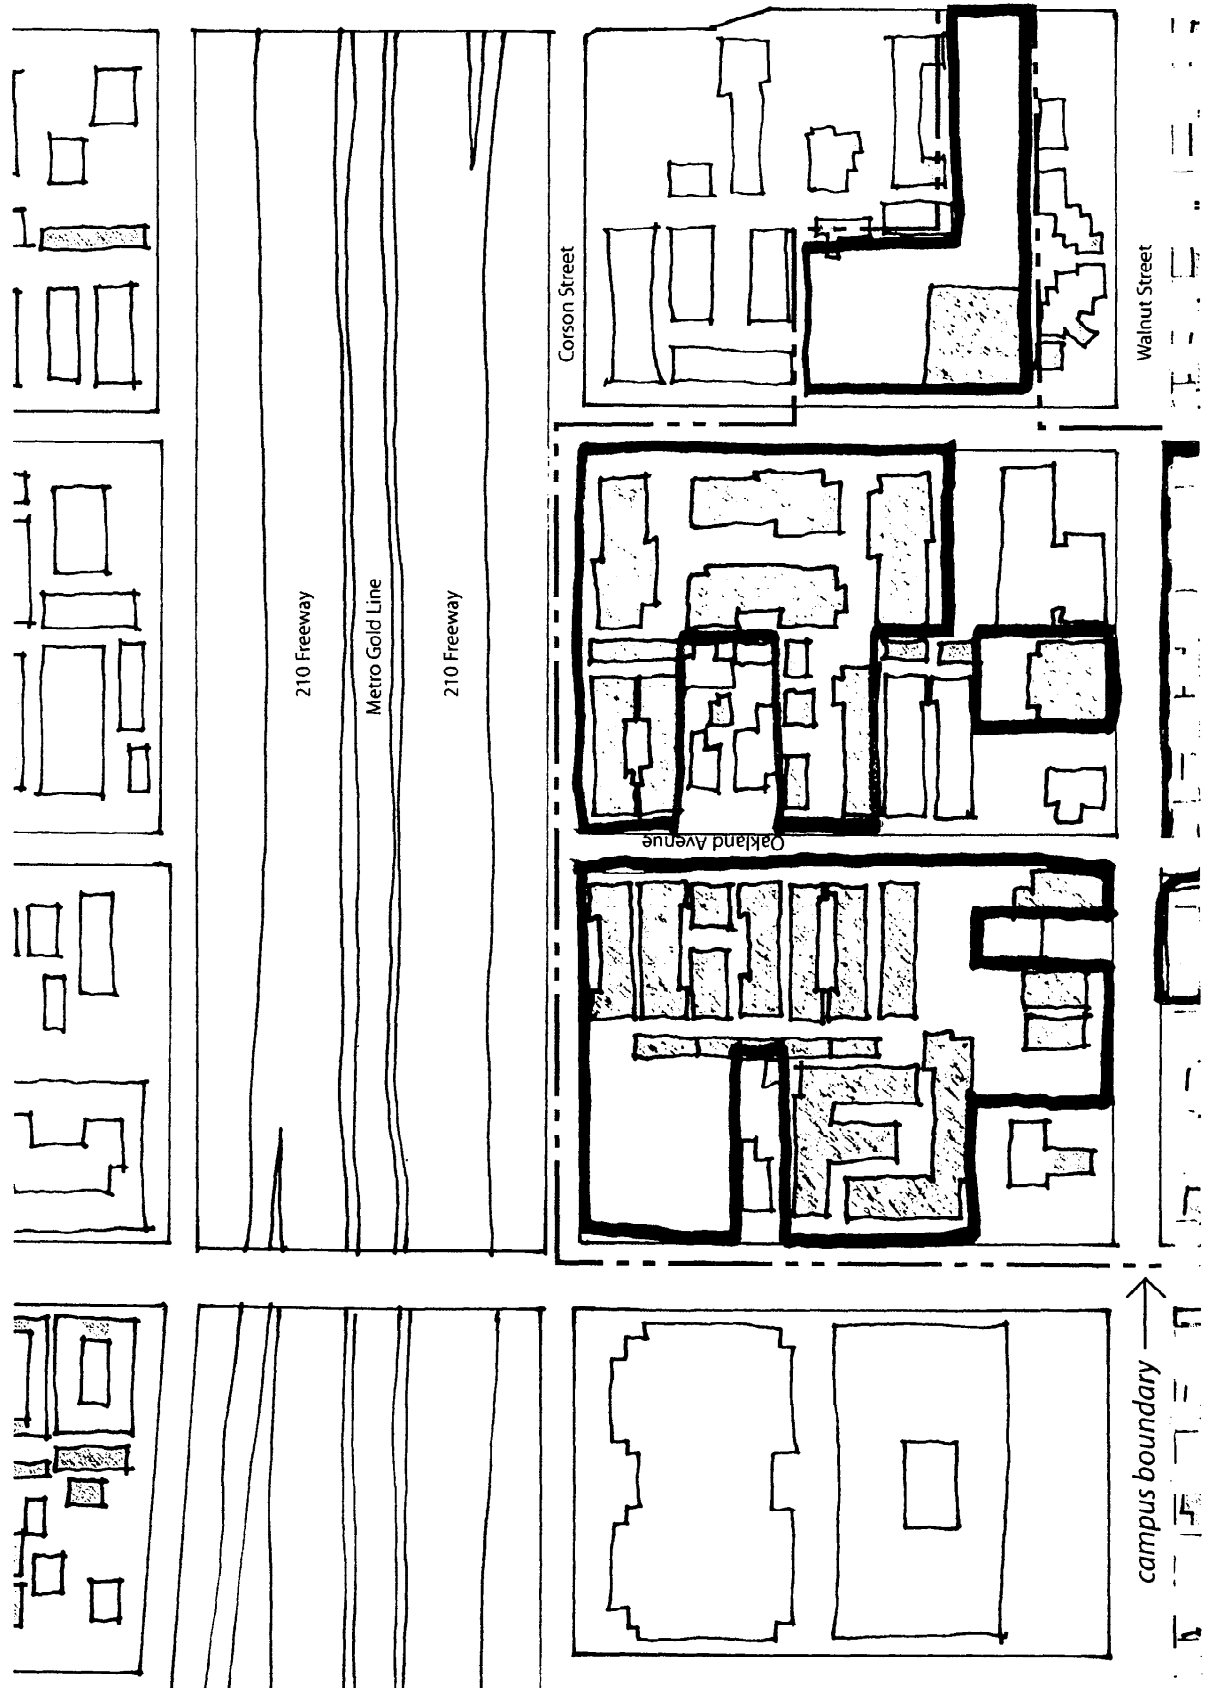 Corson Street
Walnut Street
210 Freeway
Metro Gold Line
210 Freeway
Oakland Avenue
campus boundary